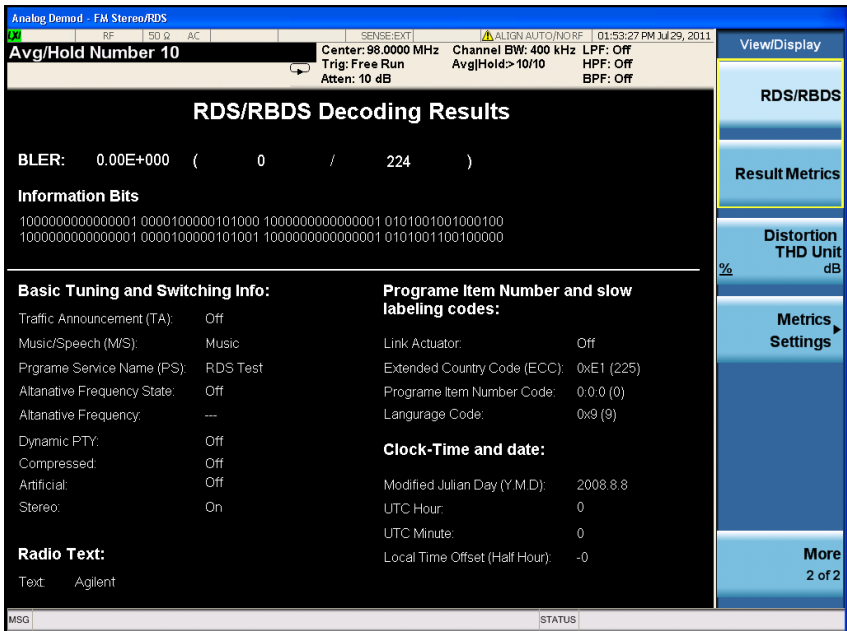 Analog Demod - FM Stereo/RDS
LXI RF 50 Ω AC SENSE:EXT ALIGN AUTO/NO RF 01:53:27 PM Jul 29, 2011
Avg/Hold Number 10
Center: 98.0000 MHz Channel BW: 400 kHz LPF: Off
Trig: Free Run Avg|Hold:>10/10 HPF: Off
Atten: 10 dB BPF: Off
RDS/RBDS Decoding Results
BLER: 0.00E+000 ( 0 / 224 )
Information Bits
1000000000000001 0000100000101000 1000000000000001 0101001001000100
1000000000000001 0000100000101001 1000000000000001 0101001100100000
Basic Tuning and Switching Info:
Traffic Announcement (TA): Off
Music/Speech (M/S): Music
Prgrame Service Name (PS): RDS Test
Altanative Frequency State: Off
Altanative Frequency: ---
Dynamic PTY: Off
Compressed: Off
Artificial: Off
Stereo: On
Radio Text:
Text: Agilent
Programe Item Number and slow
labeling codes:
Link Actuator: Off
Extended Country Code (ECC): 0xE1 (225)
Programe Item Number Code: 0:0:0 (0)
Langurage Code: 0x9 (9)
Clock-Time and date:
Modified Julian Day (Y.M.D): 2008.8.8
UTC Hour: 0
UTC Minute: 0
Local Time Offset (Half Hour): -0
View/Display
RDS/RBDS
Result Metrics
Distortion
THD Unit
% dB
Metrics
Settings
More
2 of 2
MSG STATUS